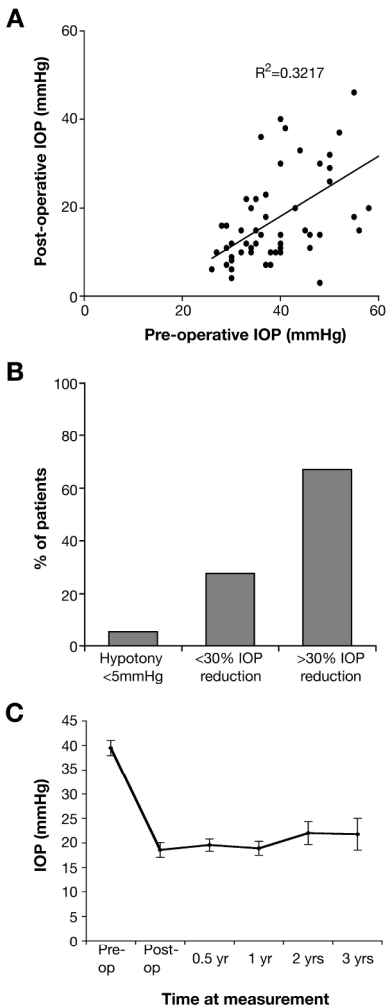 A
60
R²=0.3217
40
20
0
0 20 40 60
Post-operative IOP (mmHg)
Pre-operative IOP (mmHg)
B
100
80
60
40
20
0
% of patients
Hypotony <30% IOP >30% IOP
<5mmHg reduction reduction
C
45
40
35
30
25
20
15
10
5
0
IOP (mmHg)
Pre- Post- 0.5 yr 1 yr 2 yrs 3 yrs
op op
Time at measurement